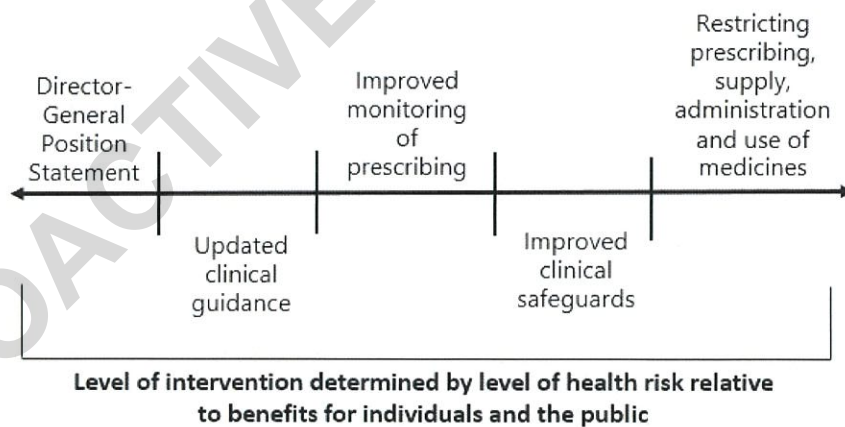 Director-
General
Position
Statement
Updated
clinical
guidance
Improved
monitoring
of
prescribing
Improved
clinical
safeguards
Restricting
prescribing,
supply,
administration
and use of
medicines
Level of intervention determined by level of health risk relative
to benefits for individuals and the public
OACTIVE